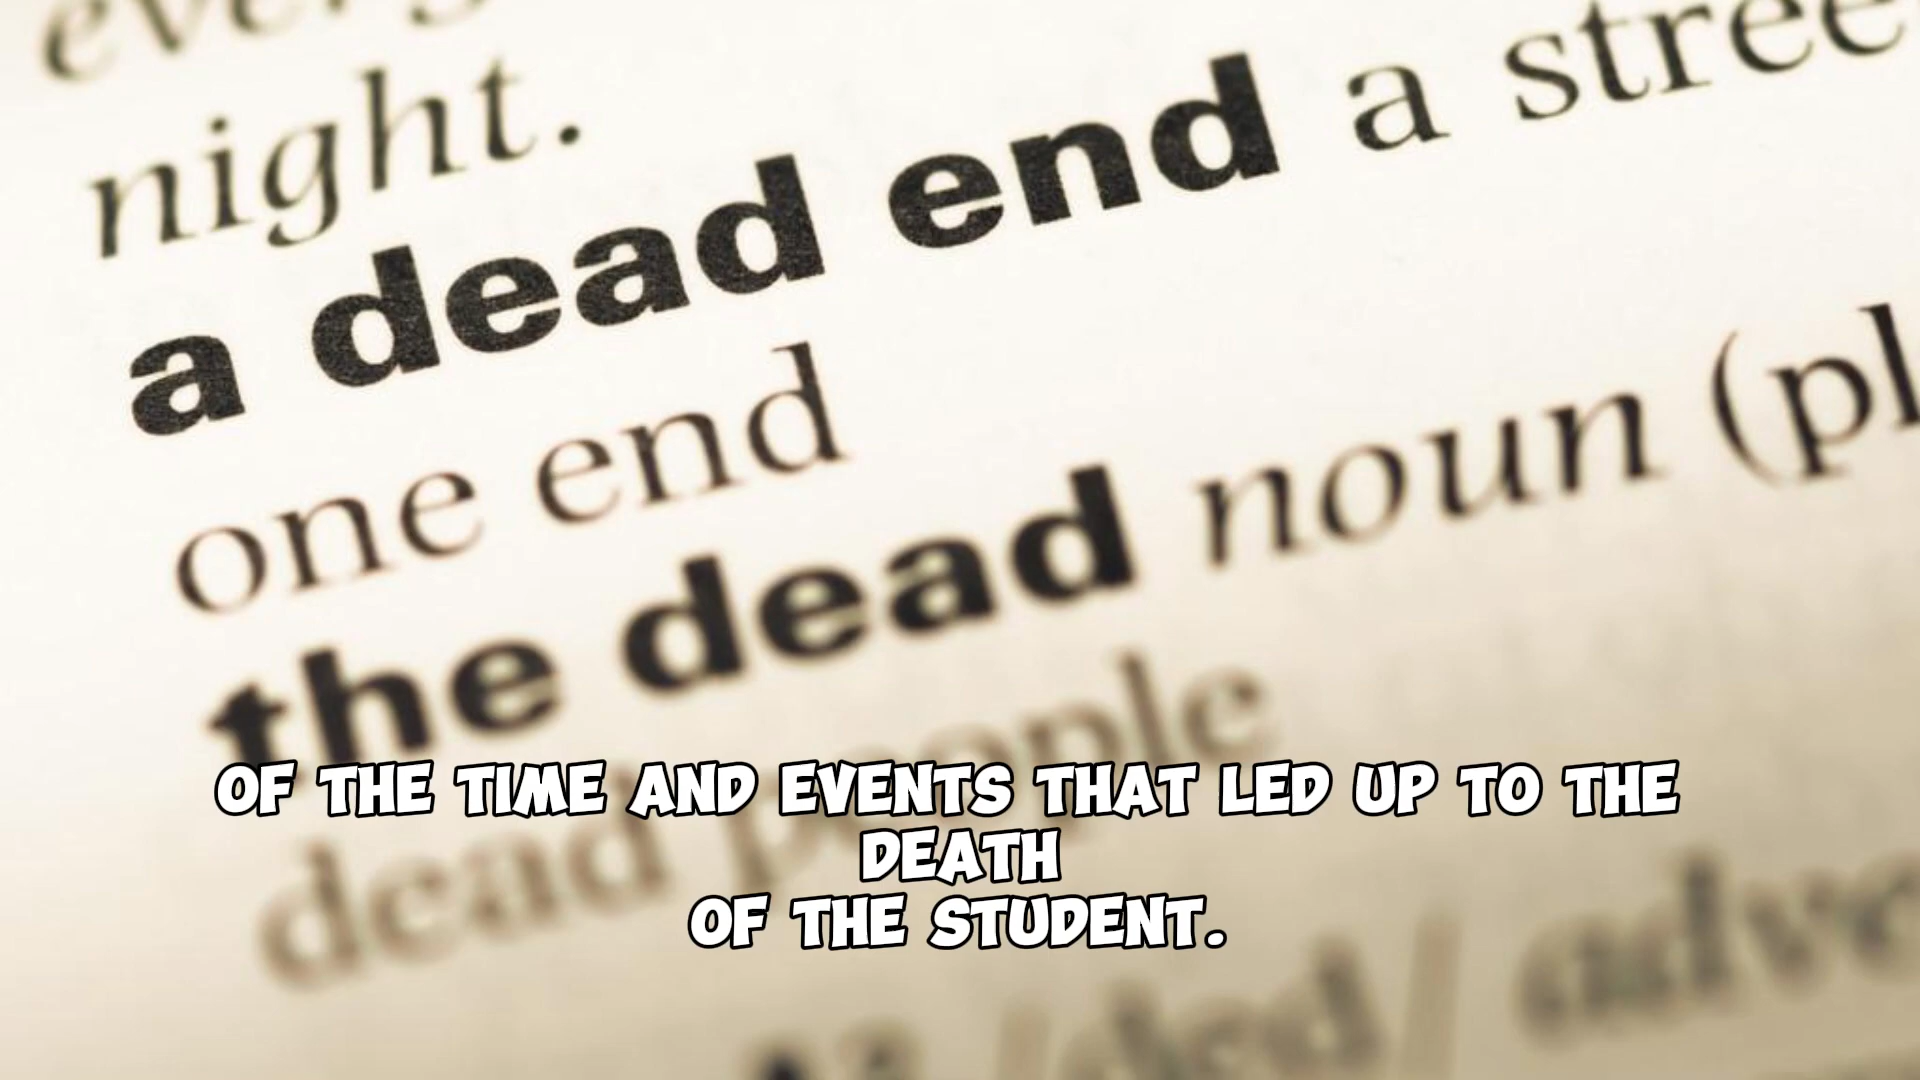 night.
a dead end a stree
one end
the dead noun (pl
dead people
OF THE TIME AND EVENTS THAT LED UP TO THE
DEATH
OF THE STUDENT.